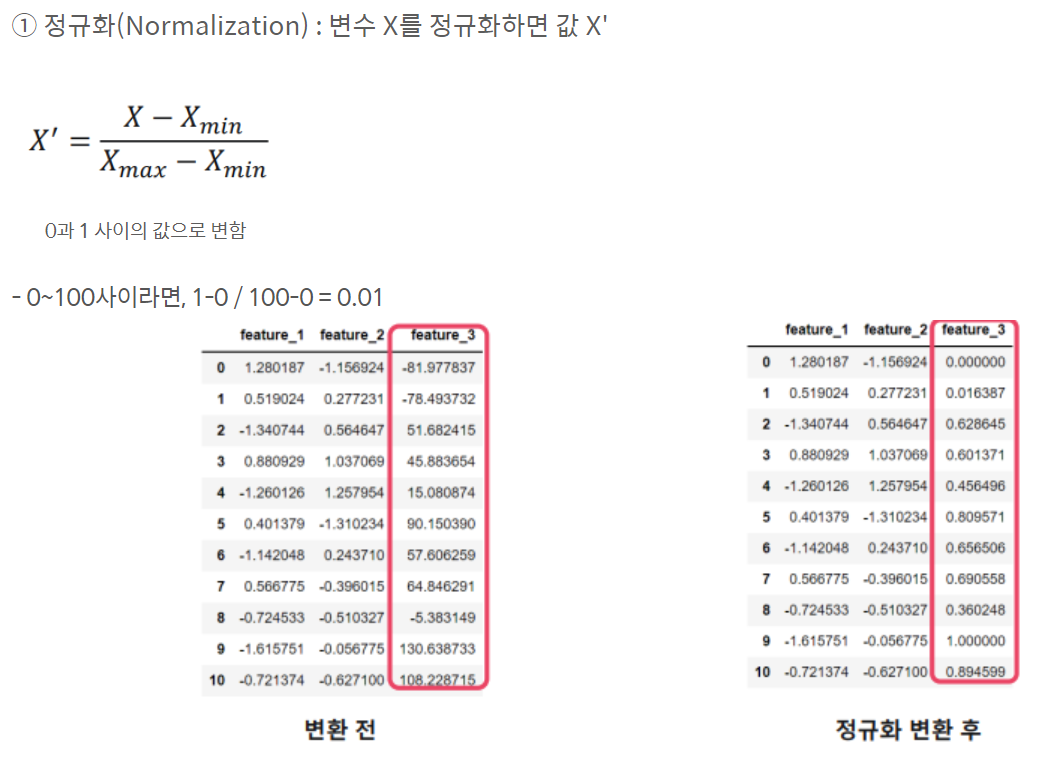 ① 정규화(Normalization) : 변수 X를 정규화하면 값 X'
X' = (X − Xmin) / (Xmax − Xmin)
0과 1 사이의 값으로 변함
- 0~100사이라면, 1-0 / 100-0 = 0.01
feature_1 feature_2 feature_3
0 1.280187 -1.156924 -81.977837
1 0.519024 0.277231 -78.493732
2 -1.340744 0.564647 51.682415
3 0.880929 1.037069 45.883654
4 -1.260126 1.257954 15.080874
5 0.401379 -1.310234 90.150390
6 -1.142048 0.243710 57.606259
7 0.566775 -0.396015 64.846291
8 -0.724533 -0.510327 -5.383149
9 -1.615751 -0.056775 130.638733
10 -0.721374 -0.627100 108.228715
변환 전
feature_1 feature_2 feature_3
0 1.280187 -1.156924 0.000000
1 0.519024 0.277231 0.016387
2 -1.340744 0.564647 0.628645
3 0.880929 1.037069 0.601371
4 -1.260126 1.257954 0.456496
5 0.401379 -1.310234 0.809571
6 -1.142048 0.243710 0.656506
7 0.566775 -0.396015 0.690558
8 -0.724533 -0.510327 0.360248
9 -1.615751 -0.056775 1.000000
10 -0.721374 -0.627100 0.894599
정규화 변환 후